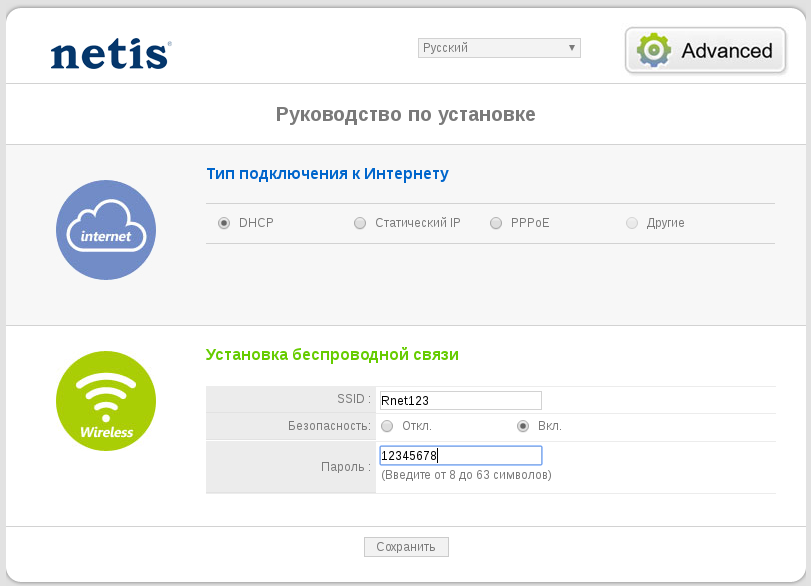 netis®
Русский
Advanced
Руководство по установке
Тип подключения к Интернету
internet
DHCP
Статический IP
PPPoE
Другие
Установка беспроводной связи
Wireless
SSID :
Rnet123
Безопасность:
Откл.
Вкл.
Пароль :
12345678
(Введите от 8 до 63 символов)
Сохранить